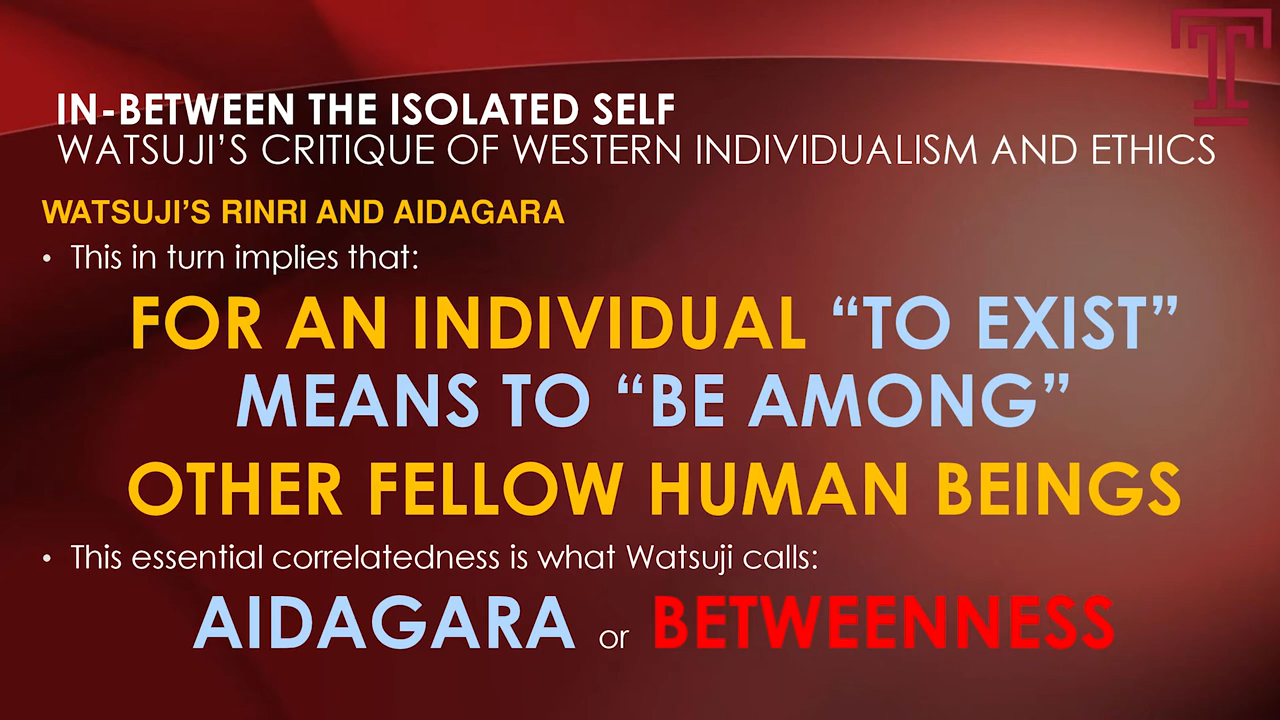 IN-BETWEEN THE ISOLATED SELF
WATSUJI’S CRITIQUE OF WESTERN INDIVIDUALISM AND ETHICS
WATSUJI’S RINRI AND AIDAGARA
• This in turn implies that:
FOR AN INDIVIDUAL “TO EXIST”
MEANS TO “BE AMONG”
OTHER FELLOW HUMAN BEINGS
• This essential correlatedness is what Watsuji calls:
AIDAGARA or BETWEENNESS